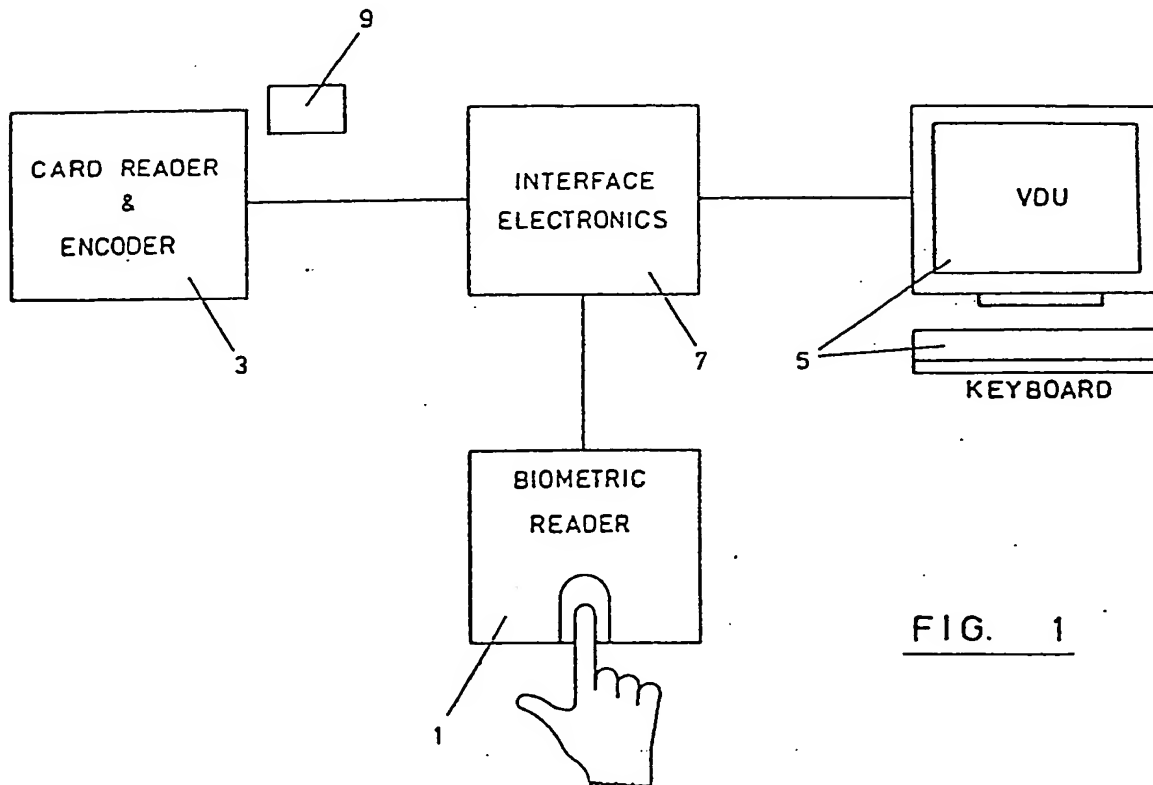 9
CARD READER
&
ENCODER
3
INTERFACE
ELECTRONICS
7
VDU
5
KEYBOARD
BIOMETRIC
READER
1
FIG. 1